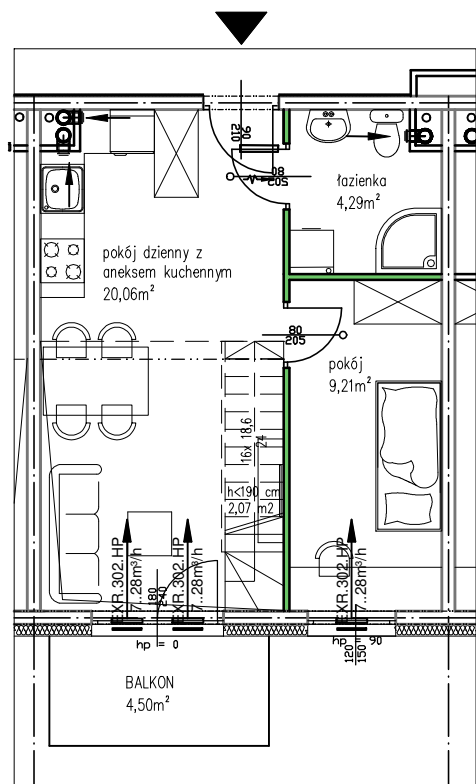 90
210
80
205
łazienka
4,29m²
pokój dzienny z
aneksem kuchennym
20,06m²
80
205
pokój
9,21m²
16x 18,6
24
h<190 cm
2,07 m2
EXR.302.HP
7...28m³/h
180
240
EXR.302.HP
7...28m³/h
EXR.302.HP
7...28m³/h
hp = 0
hp = 90
120
150
BALKON
4,50m²